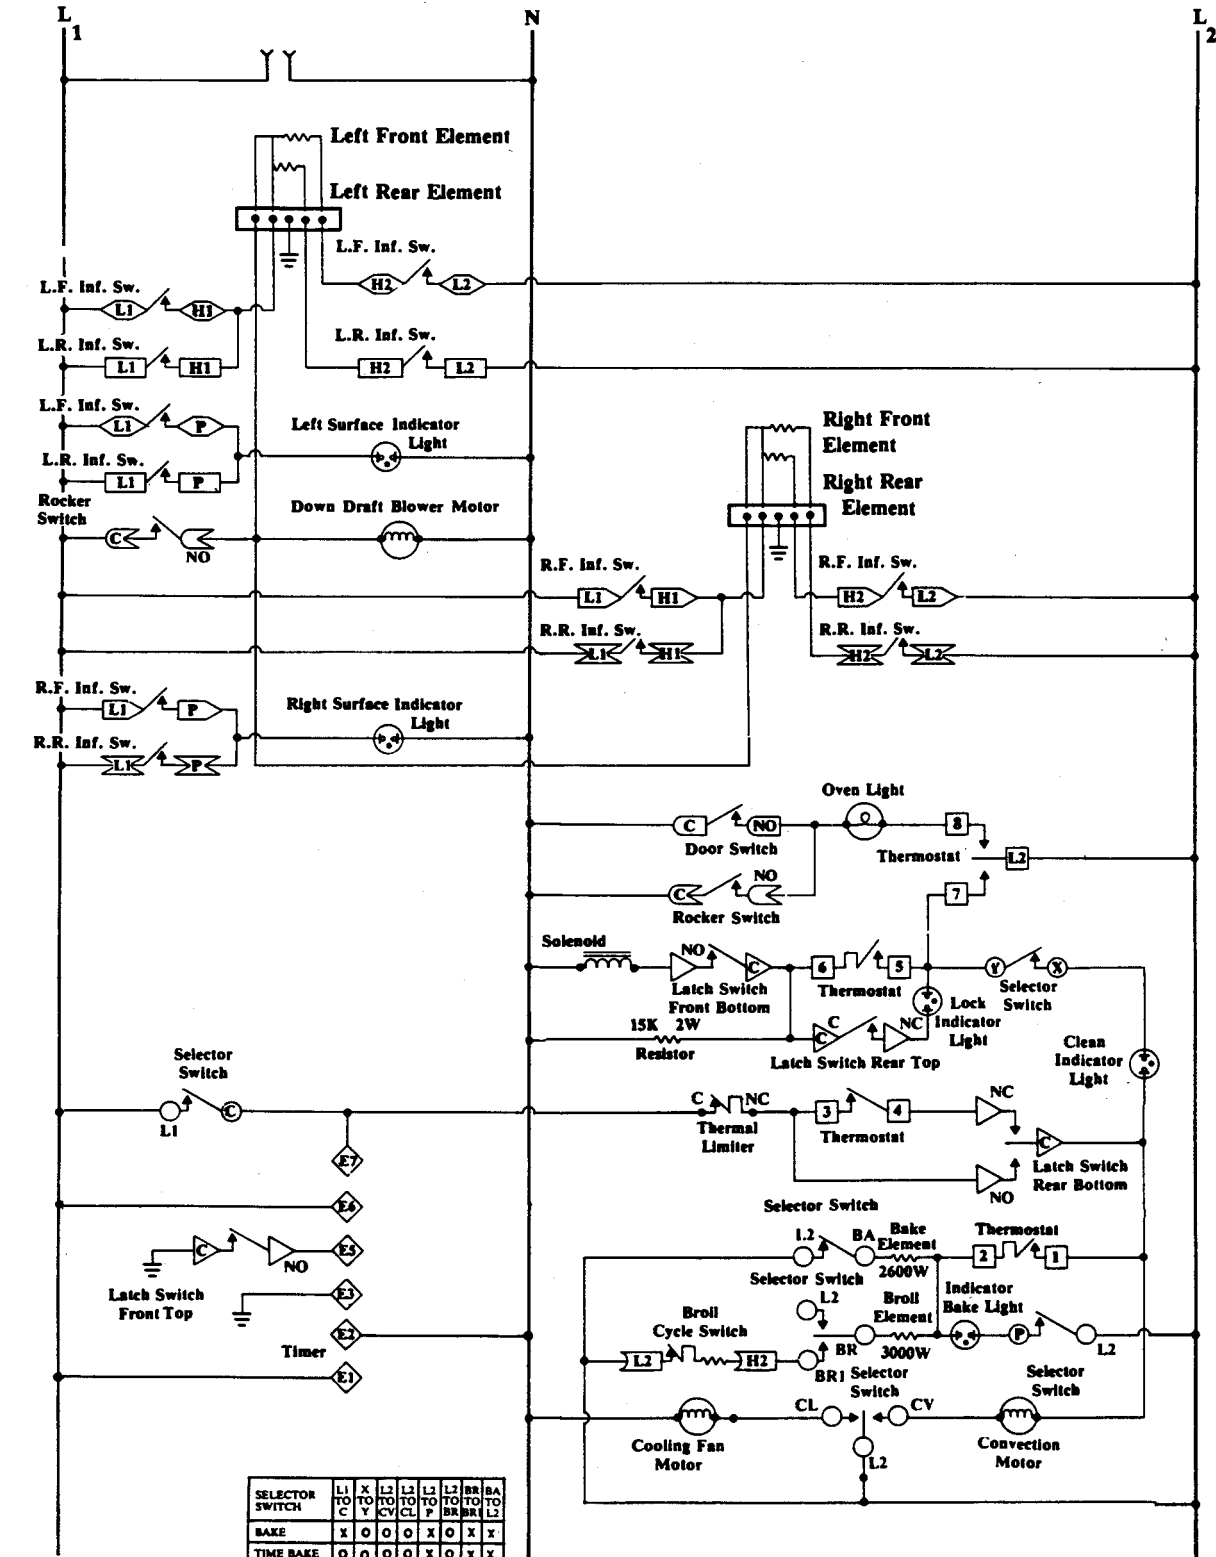 L1
N
L2
Left Front Element
Left Rear Element
L.F. Inf. Sw.
H2
L2
L.F. Inf. Sw.
L1
H1
L.R. Inf. Sw.
H2
L2
L.R. Inf. Sw.
L1
H1
L.F. Inf. Sw.
L1
P
Left Surface Indicator
Light
L.R. Inf. Sw.
L1
P
Right Front
Element
Right Rear
Element
Rocker
Switch
C
NO
Down Draft Blower Motor
R.F. Inf. Sw.
L1
H1
R.F. Inf. Sw.
H2
L2
R.R. Inf. Sw.
L1
H1
R.R. Inf. Sw.
H2
L2
R.F. Inf. Sw.
L1
P
Right Surface Indicator
Light
R.R. Inf. Sw.
L1
P
Oven Light
C
NO
8
Door Switch
Thermostat
L2
NO
C
7
Rocker Switch
Solenoid
NO
C
Latch Switch
Front Bottom
6
5
Thermostat
Y
X
Selector
Switch
Lock
Indicator
Light
15K 2W
Resistor
C
C
NC
Latch Switch Rear Top
Clean
Indicator
Light
Selector
Switch
L1
C
C
NC
Thermal
Limiter
3
4
Thermostat
NC
C
Latch Switch
Rear Bottom
NO
E7
E6
E5
E3
E2
E1
Timer
C
NO
Latch Switch
Front Top
Selector Switch
L2
BA
Bake
Element
2600W
Thermostat
2
1
Selector Switch
L2
Broil
Element
3000W
Indicator
Bake Light
P
L2
Broil
Cycle Switch
L2
H2
BR
BR1
Selector
Switch
Selector
Switch
CL
CV
L2
Cooling Fan
Motor
Convection
Motor
SELECTOR SWITCH
L1 TO C
X TO Y
L2 TO CV
L2 TO CL
L2 TO P
L2 TO BR
BR TO BR1
BA TO L2
BAKE X O O O X O X X
TIME BAKE O O O O X O X X